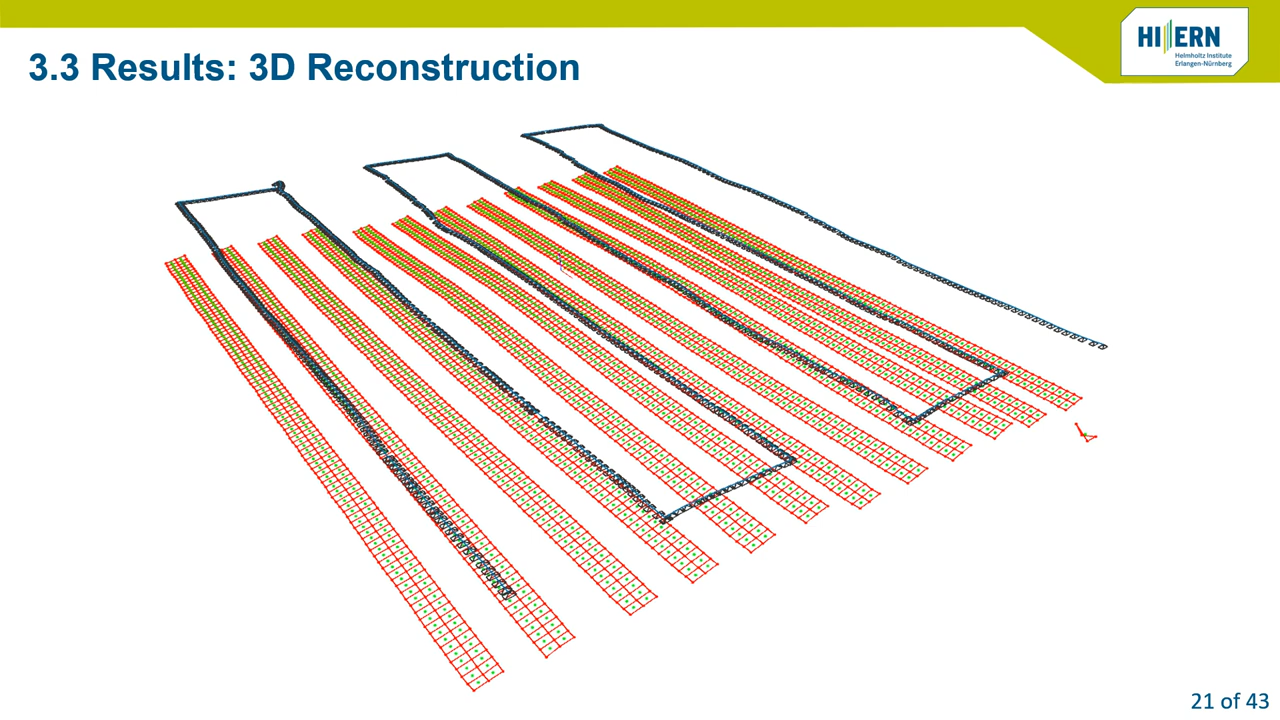 3.3 Results: 3D Reconstruction
HI ERN
Helmholtz Institute
Erlangen-Nürnberg
21 of 43